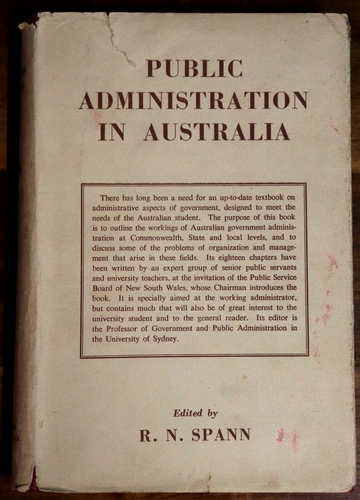 PUBLIC
ADMINISTRATION
IN AUSTRALIA
There has long been a need for an up-to-date textbook on
administrative aspects of government, designed to meet the
needs of the Australian student. The purpose of this book
is to outline the workings of Australian government adminis-
tration at Commonwealth, State and local levels, and to
discuss some of the problems of organization and manage-
ment that arise in these fields. Its eighteen chapters have
been written by an expert group of senior public servants
and university teachers, at the invitation of the Public Service
Board of New South Wales, whose Chairman introduces the
book. It is specially aimed at the working administrator,
but contains much that will also be of great interest to the
university student and to the general reader. Its editor is
the Professor of Government and Public Administration in
the University of Sydney.
Edited by
R. N. SPANN